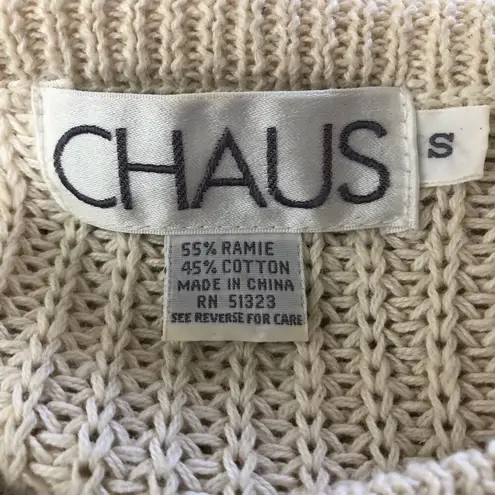 CHAUS
S
55% RAMIE
45% COTTON
MADE IN CHINA
RN 51323
SEE REVERSE FOR CARE